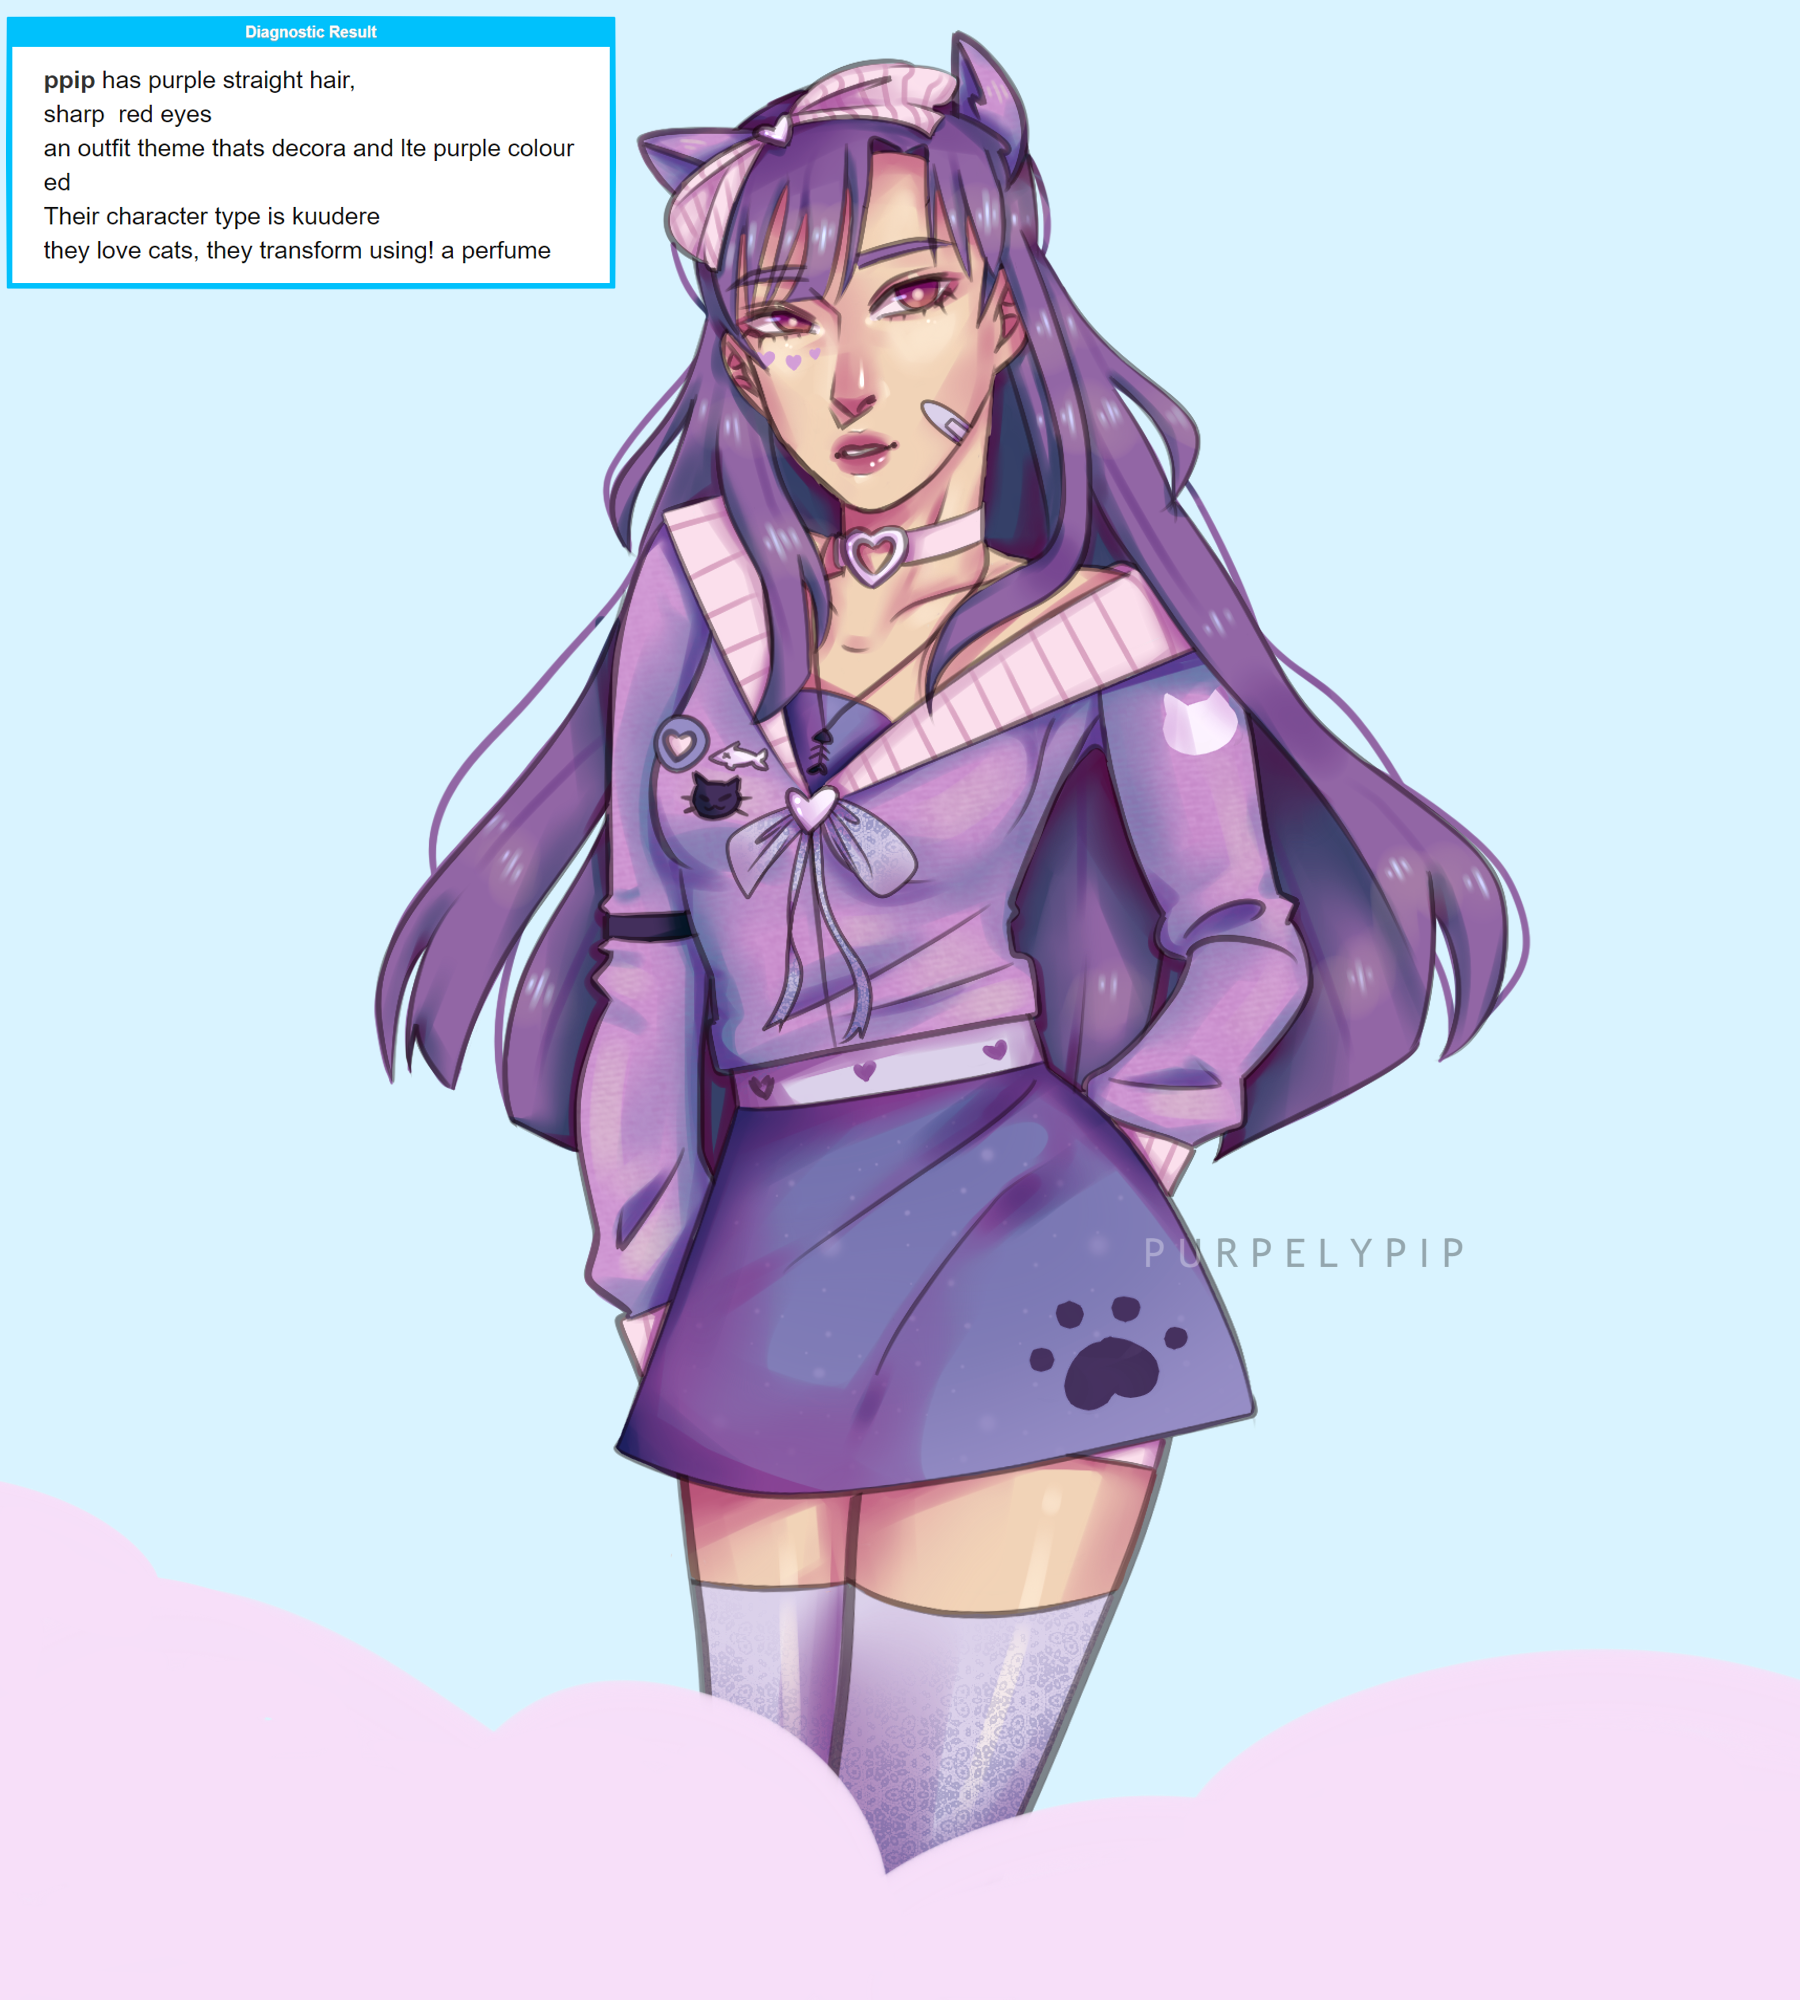 Diagnostic Result
ppip has purple straight hair,
sharp  red eyes
an outfit theme thats decora and lte purple colour
ed
Their character type is kuudere
they love cats, they transform using! a perfume
PURPELYPIP